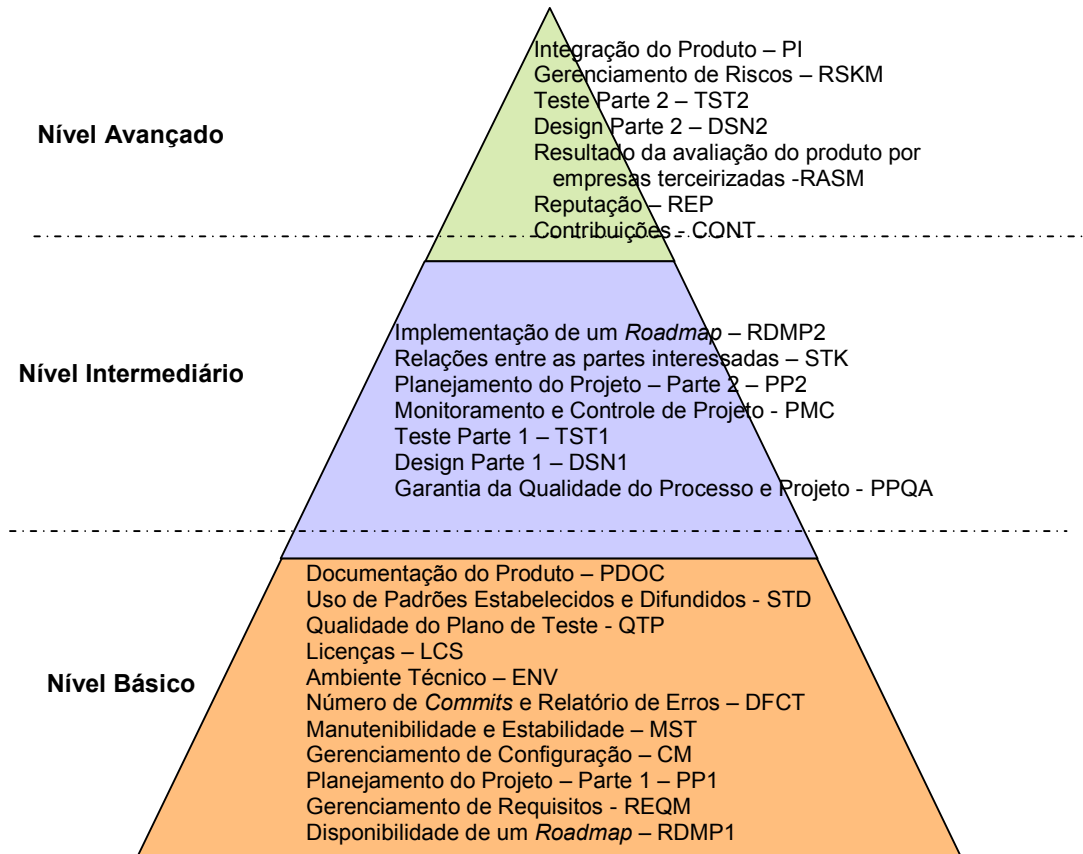 Integração do Produto – PI
Gerenciamento de Riscos – RSKM
Teste Parte 2 – TST2
Design Parte 2 – DSN2
Resultado da avaliação do produto por
empresas terceirizadas -RASM
Reputação – REP
Contribuições - CONT
Nível Avançado
Implementação de um Roadmap – RDMP2
Relações entre as partes interessadas – STK
Planejamento do Projeto – Parte 2 – PP2
Monitoramento e Controle de Projeto - PMC
Teste Parte 1 – TST1
Design Parte 1 – DSN1
Garantia da Qualidade do Processo e Projeto - PPQA
Nível Intermediário
Documentação do Produto – PDOC
Uso de Padrões Estabelecidos e Difundidos - STD
Qualidade do Plano de Teste - QTP
Licenças – LCS
Ambiente Técnico – ENV
Número de Commits e Relatório de Erros – DFCT
Manutenibilidade e Estabilidade – MST
Gerenciamento de Configuração – CM
Planejamento do Projeto – Parte 1 – PP1
Gerenciamento de Requisitos - REQM
Disponibilidade de um Roadmap – RDMP1
Nível Básico